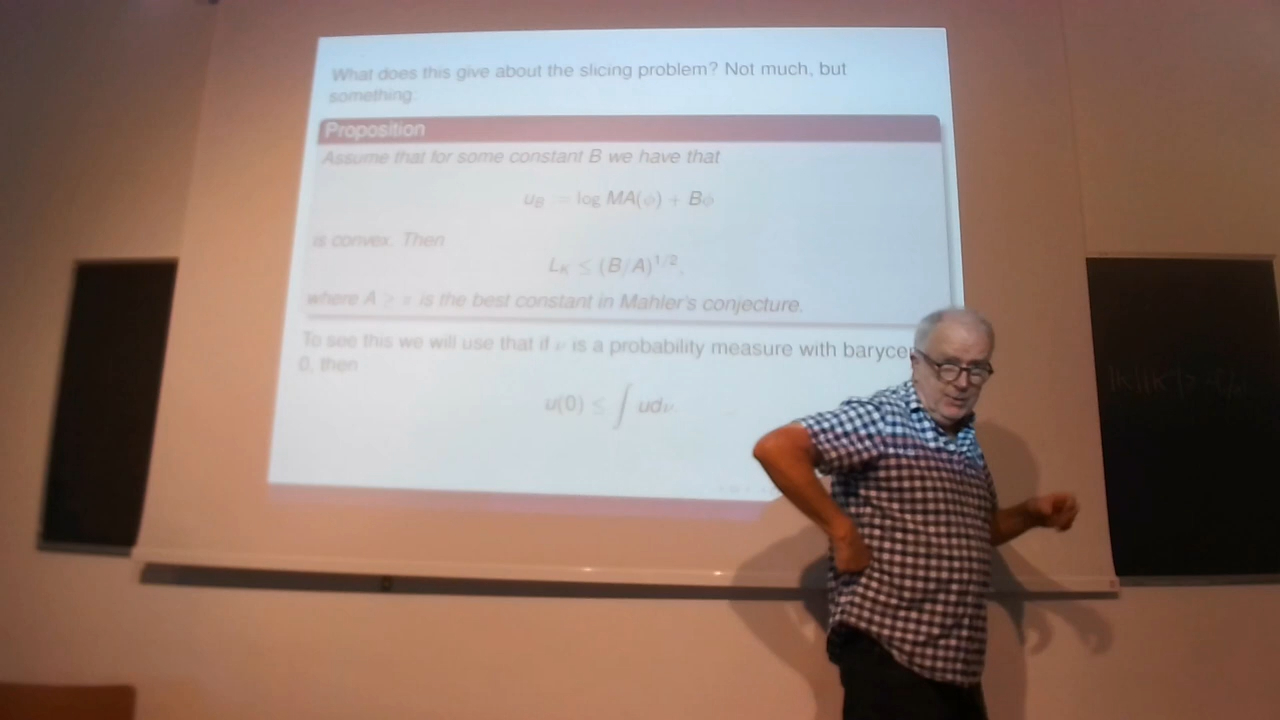 What does this give about the slicing problem? Not much, but
something:
Proposition
Assume that for some constant B we have that
u_B := log MA(φ) + Bφ
is convex. Then
L_K ≤ (B/A)^{1/2},
where A ≥ π is the best constant in Mahler's conjecture.
To see this we will use that if ν is a probability measure with baryce
0, then
u(0) ≤ ∫ udν.